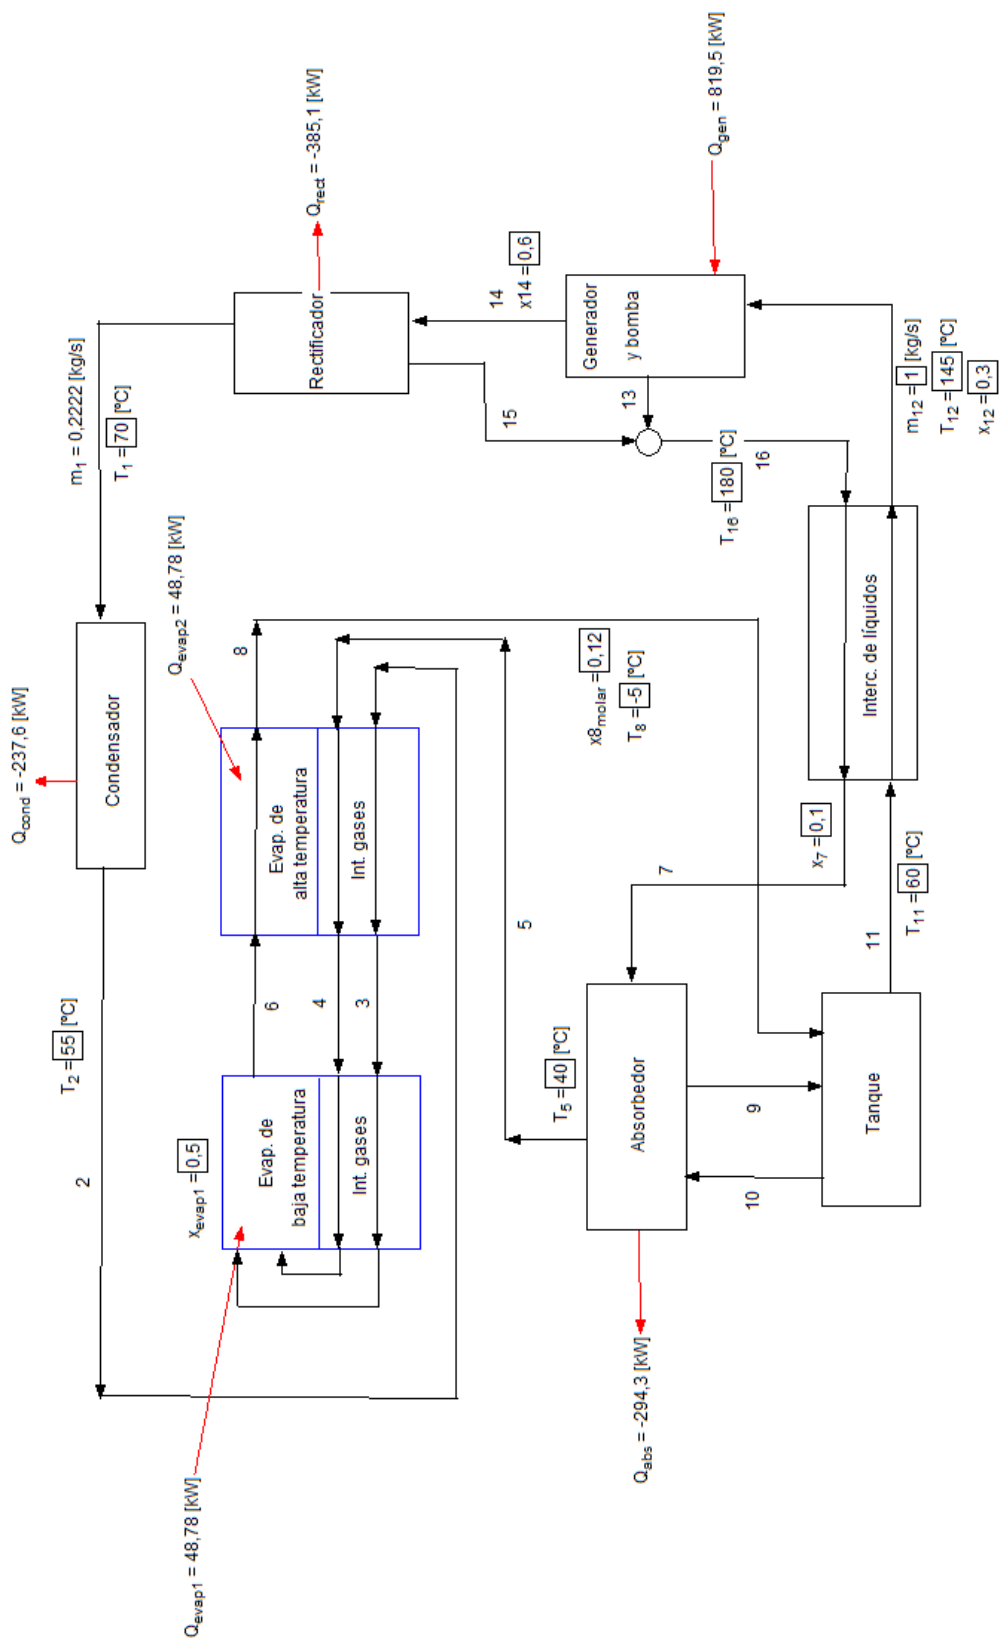 Q_evap1 = 48,78 [kW]
x_evap1 = 0,5
Evap. de
baja temperatura
Int. gases
2
T_2 = 55 [ºC]
6
4
3
Evap. de
alta temperatura
Int. gases
Q_evap2 = 48,78 [kW]
8
Condensador
Q_cond = -237,6 [kW]
m_1 = 0,2222 [kg/s]
T_1 = 70 [ºC]
Rectificador
Q_rect = -385,1 [kW]
14
x14 = 0,6
15
13
Generador
y bomba
Q_gen = 819,5 [kW]
T_16 = 180 [ºC]
16
m_12 = 1 [kg/s]
T_12 = 145 [ºC]
x_12 = 0,3
Interc. de líquidos
x8_molar = 0,12
T_8 = -5 [ºC]
5
x_7 = 0,1
7
T_11 = 60 [ºC]
11
T_5 = 40 [ºC]
Absorbedor
Q_abs = -294,3 [kW]
9
10
Tanque